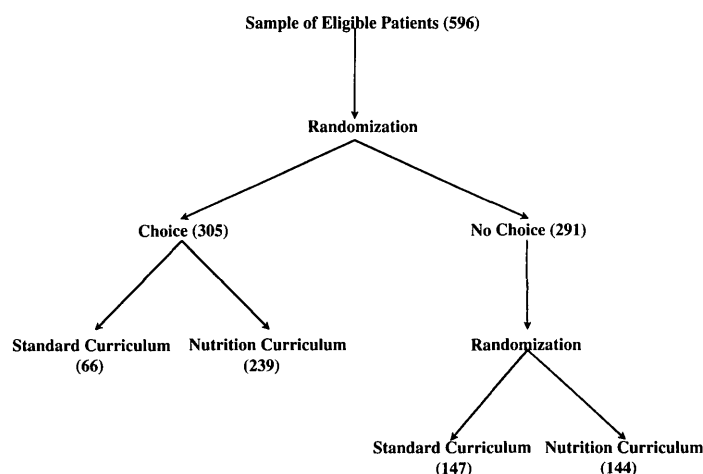 Sample of Eligible Patients (596)
Randomization
Choice (305)
No Choice (291)
Standard Curriculum
(66)
Nutrition Curriculum
(239)
Randomization
Standard Curriculum
(147)
Nutrition Curriculum
(144)